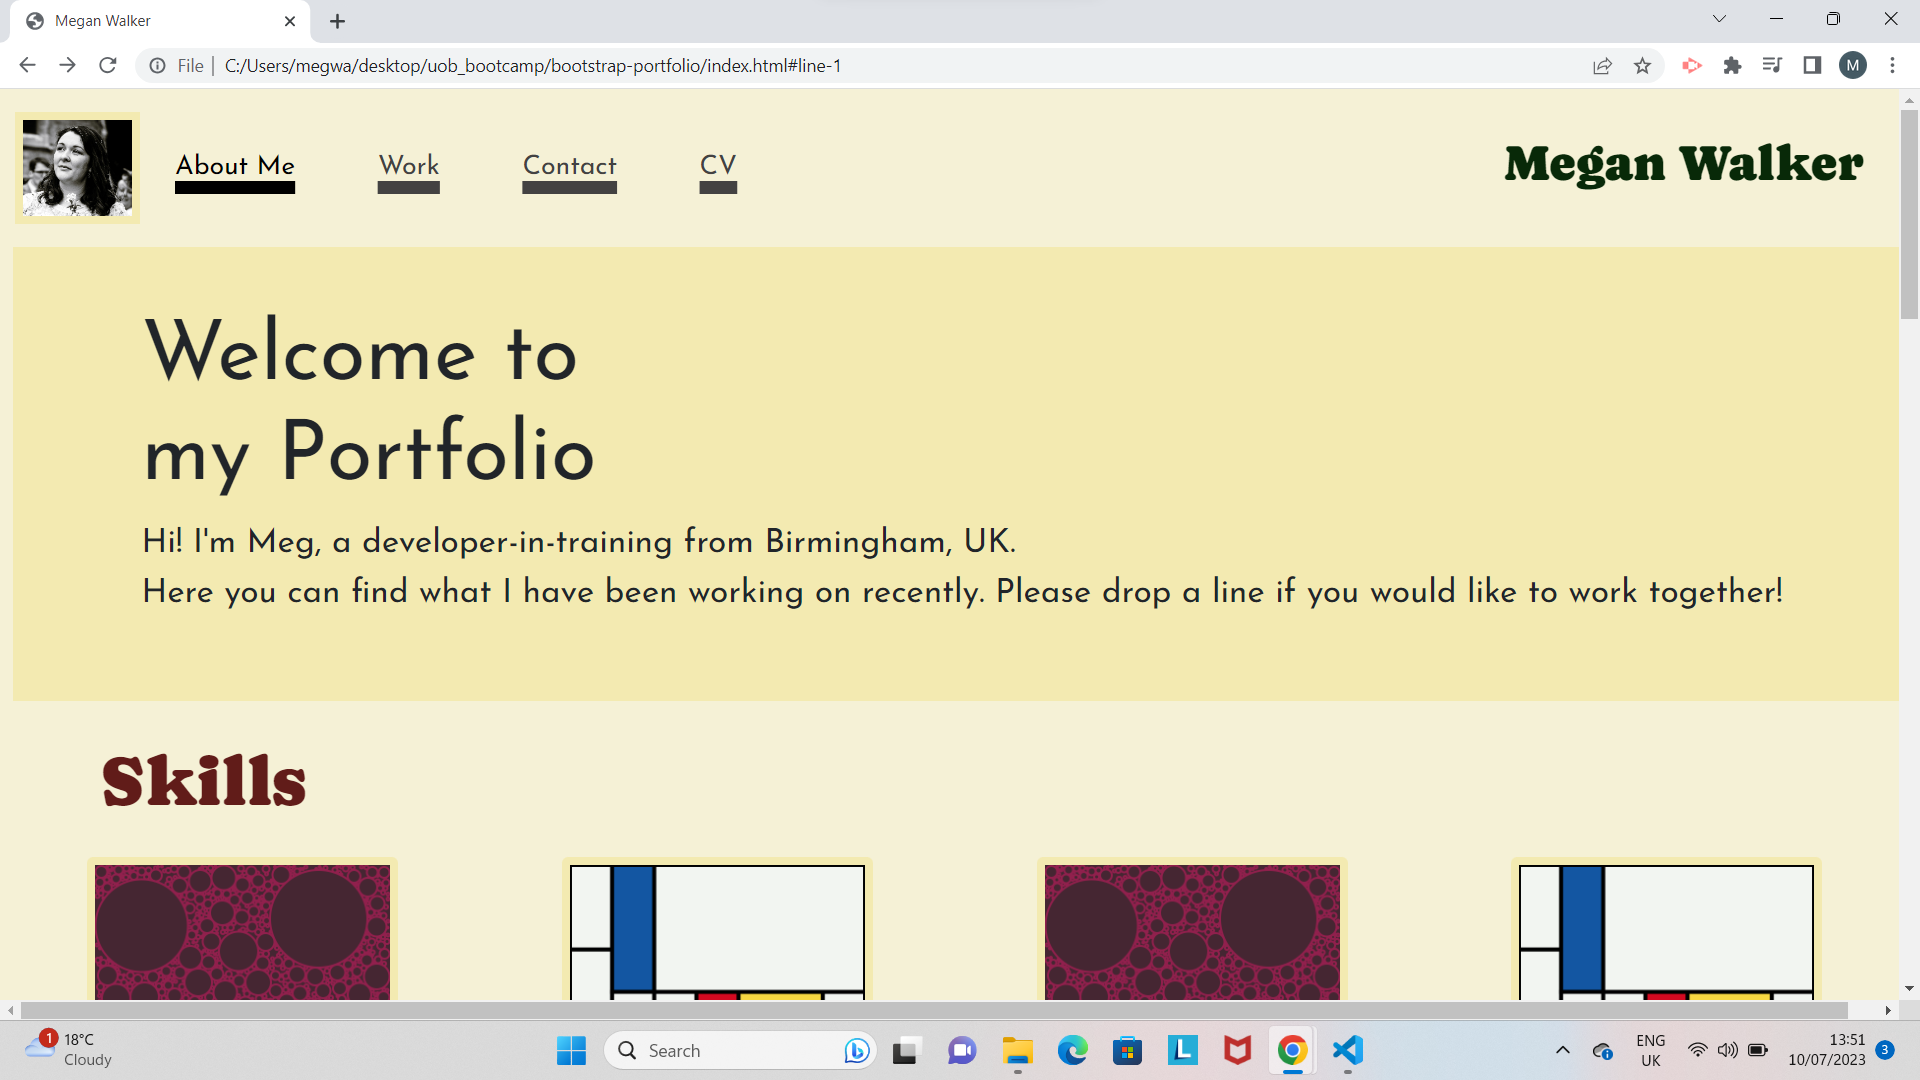 Megan Walker
File
C:/Users/megwa/desktop/uob_bootcamp/bootstrap-portfolio/index.html#line-1
M
About Me
Work
Contact
CV
Megan Walker
Welcome to
my Portfolio
Hi! I'm Meg, a developer-in-training from Birmingham, UK.
Here you can find what I have been working on recently. Please drop a line if you would like to work together!
Skills
1
18°C
Cloudy
Search
L
ENG
UK
13:51
10/07/2023
3